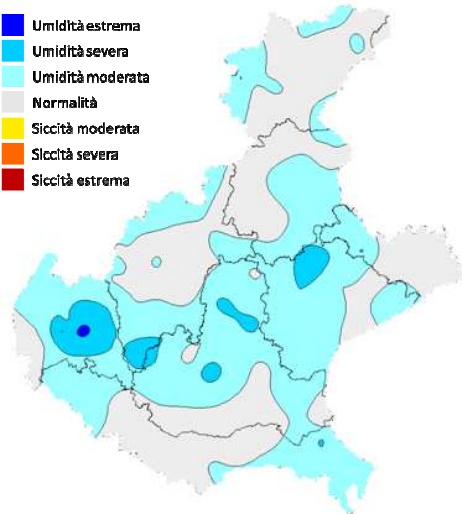 Umidità estrema
Umidità severa
Umidità moderata
Normalità
Siccità moderata
Siccità severa
Siccità estrema